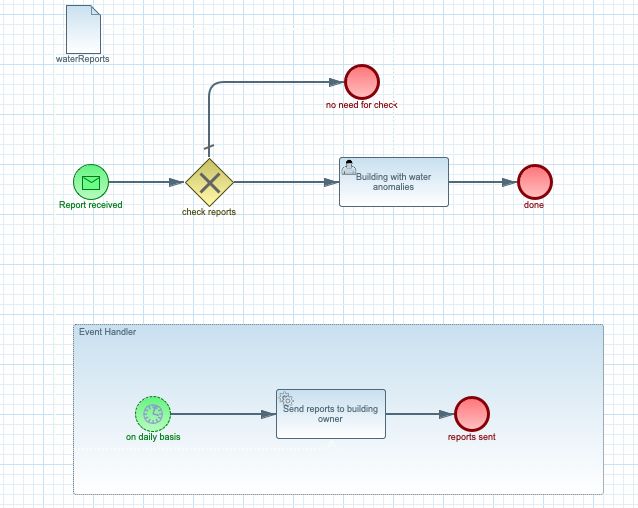 waterReports
no need for check
Report received
check reports
Building with water
anomalies
done
Event Handler
on daily basis
Send reports to building
owner
reports sent